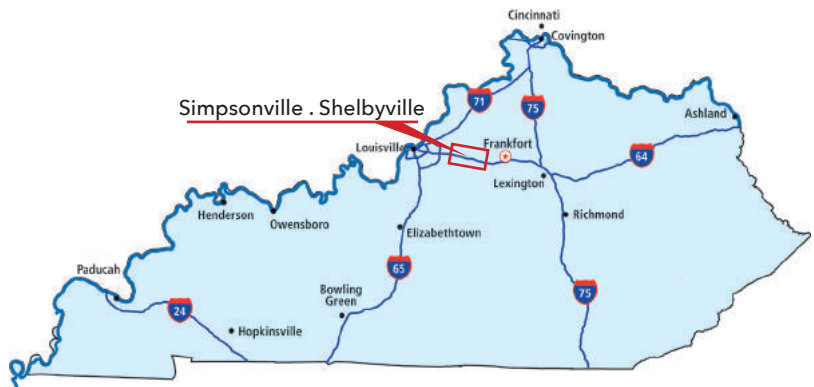 Cincinnati
Covington
71
75
Simpsonville . Shelbyville
Ashland
Louisville
Frankfort
64
Lexington
Henderson
Owensboro
Richmond
Elizabethtown
Paducah
65
75
Bowling
Green
24
Hopkinsville